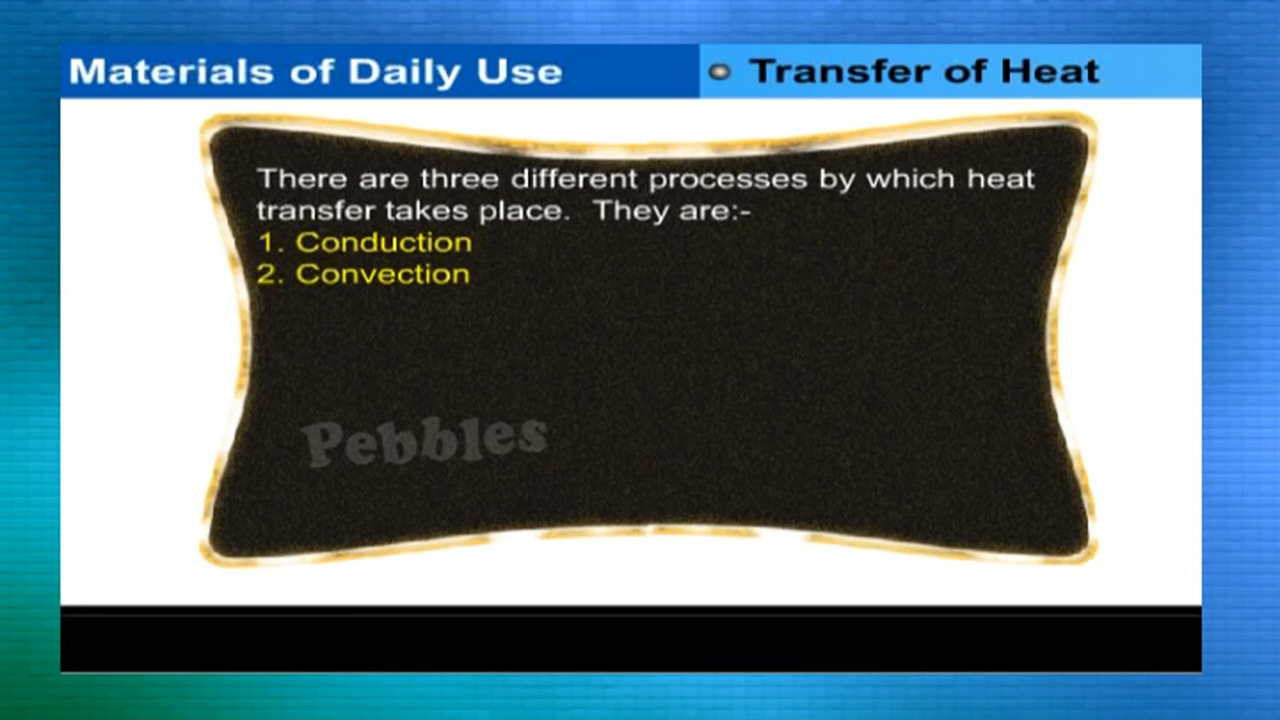 Materials of Daily Use
Transfer of Heat
There are three different processes by which heat
transfer takes place. They are:-
1. Conduction
2. Convection
Pebbles